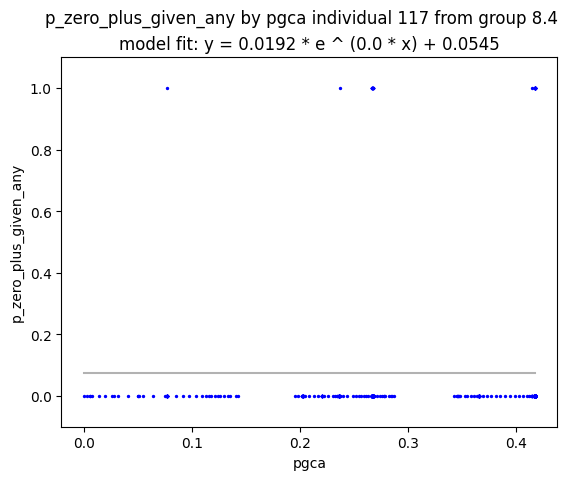 p_zero_plus_given_any by pgca individual 117 from group 8.4
model fit: y = 0.0192 * e ^ (0.0 * x) + 0.0545
1.0
0.8
0.6
0.4
0.2
0.0
p_zero_plus_given_any
0.0 0.1 0.2 0.3 0.4
pgca